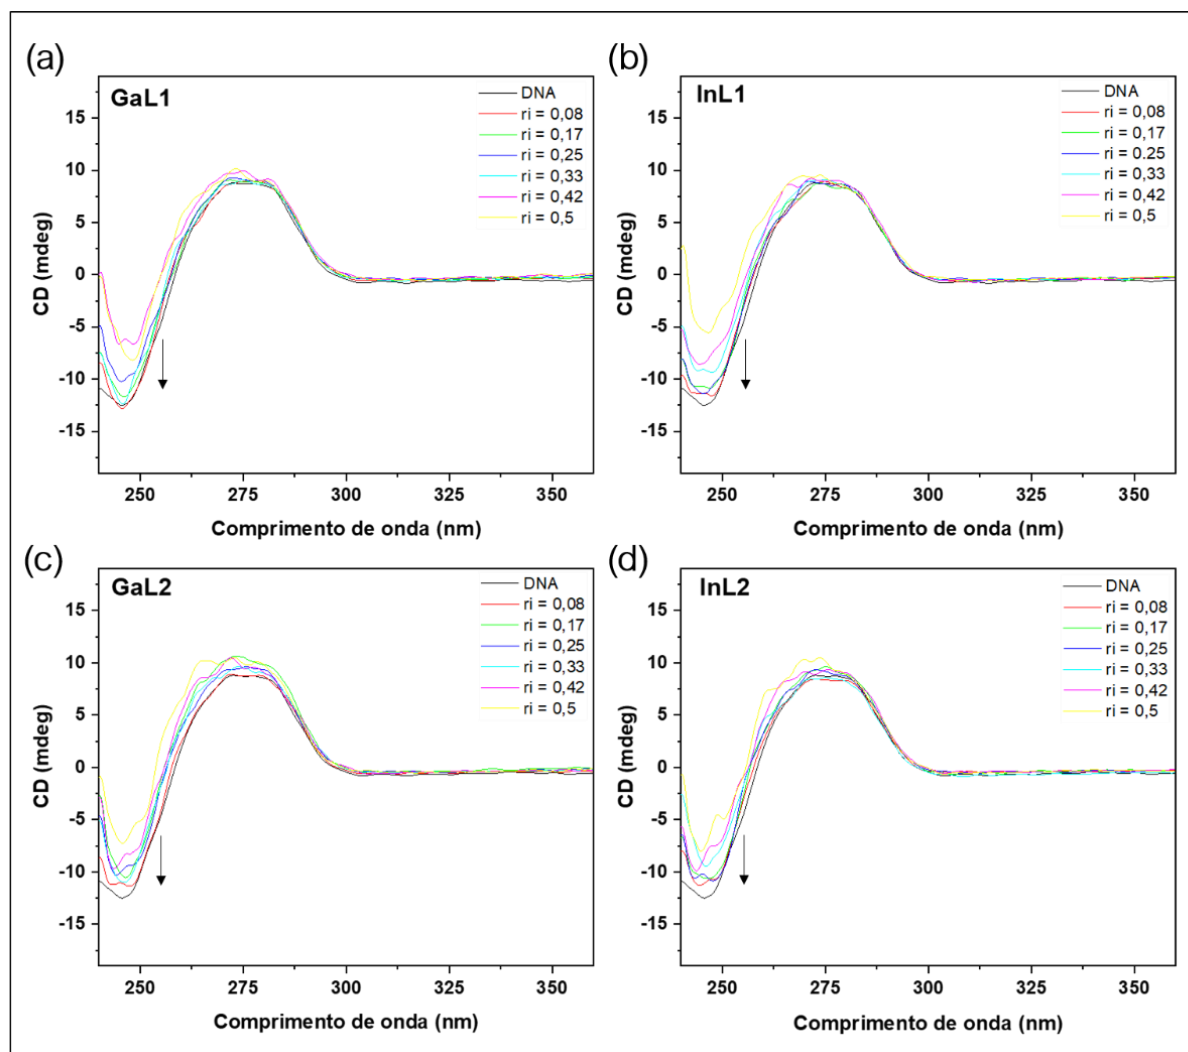 (a)
GaL1
DNA
ri = 0,08
ri = 0,17
ri = 0,25
ri = 0,33
ri = 0,42
ri = 0,5
15
10
5
0
-5
-10
-15
CD (mdeg)
250 275 300 325 350
Comprimento de onda (nm)
(b)
InL1
DNA
ri = 0,08
ri = 0,17
ri = 0.25
ri = 0,33
ri = 0,42
ri = 0,5
15
10
5
0
-5
-10
-15
CD (mdeg)
250 275 300 325 350
Comprimento de onda (nm)
(c)
GaL2
DNA
ri = 0,08
ri = 0,17
ri = 0,25
ri = 0,33
ri = 0,42
ri = 0,5
15
10
5
0
-5
-10
-15
CD (mdeg)
250 275 300 325 350
Comprimento de onda (nm)
(d)
InL2
DNA
ri = 0,08
ri = 0,17
ri = 0,25
ri = 0,33
ri = 0,42
ri = 0,5
15
10
5
0
-5
-10
-15
CD (mdeg)
250 275 300 325 350
Comprimento de onda (nm)